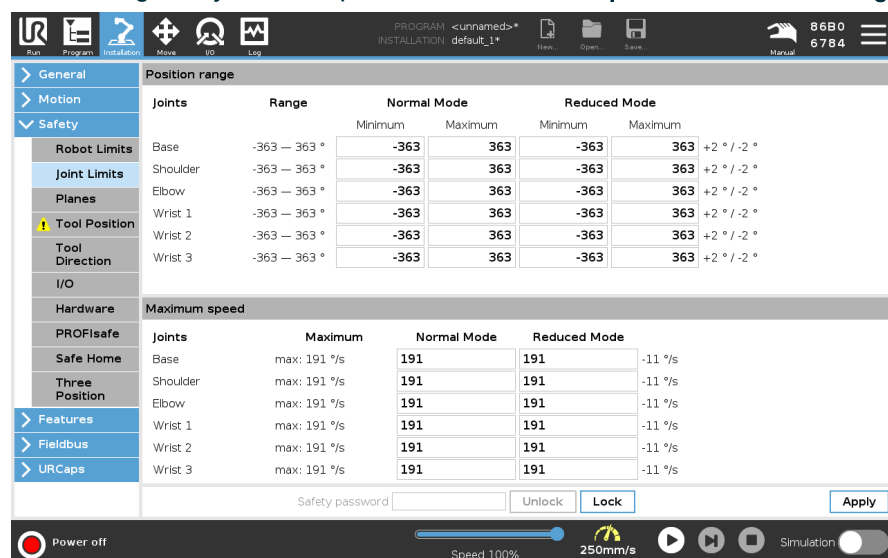 PROGRAM <unnamed>*
INSTALLATION default_1*
Run Program Installation Move I/O Log New... Open... Save... Manual
86B0
6784
General
Motion
Safety
Robot Limits
Joint Limits
Planes
Tool Position
Tool
Direction
I/O
Hardware
PROFIsafe
Safe Home
Three
Position
Features
Fieldbus
URCaps
Position range
Joints Range Normal Mode Reduced Mode
Minimum Maximum Minimum Maximum
Base -363 — 363 ° -363 363 -363 363 +2 ° / -2 °
Shoulder -363 — 363 ° -363 363 -363 363 +2 ° / -2 °
Elbow -363 — 363 ° -363 363 -363 363 +2 ° / -2 °
Wrist 1 -363 — 363 ° -363 363 -363 363 +2 ° / -2 °
Wrist 2 -363 — 363 ° -363 363 -363 363 +2 ° / -2 °
Wrist 3 -363 — 363 ° -363 363 -363 363 +2 ° / -2 °
Maximum speed
Joints Maximum Normal Mode Reduced Mode
Base max: 191 °/s 191 191 -11 °/s
Shoulder max: 191 °/s 191 191 -11 °/s
Elbow max: 191 °/s 191 191 -11 °/s
Wrist 1 max: 191 °/s 191 191 -11 °/s
Wrist 2 max: 191 °/s 191 191 -11 °/s
Wrist 3 max: 191 °/s 191 191 -11 °/s
Safety password Unlock Lock Apply
Power off Speed 100% 250mm/s Simulation